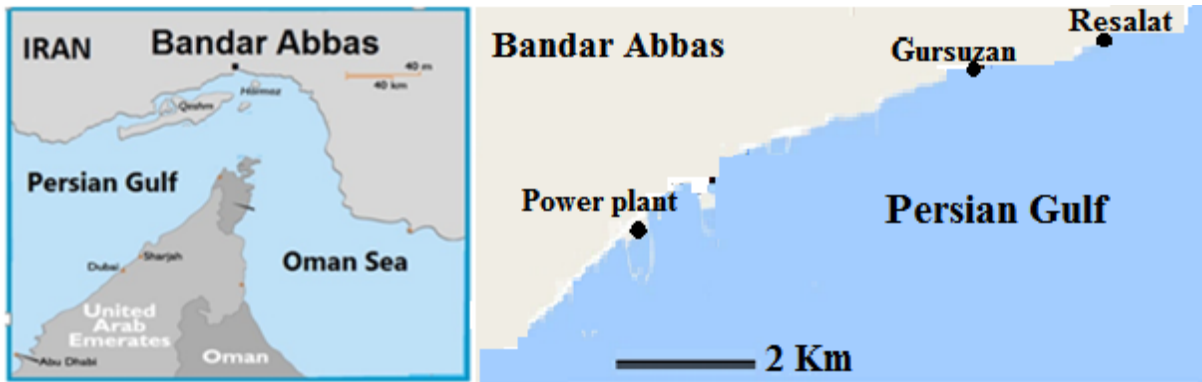 IRAN
Bandar Abbas
40 m
40 km
Qeshm
Hormoz
Persian Gulf
Dubai
Sharjah
Oman Sea
United
Arab
Emerates
Abu Dhabi
Oman
Bandar Abbas
Resalat
Gursuzan
Power plant
Persian Gulf
2 Km